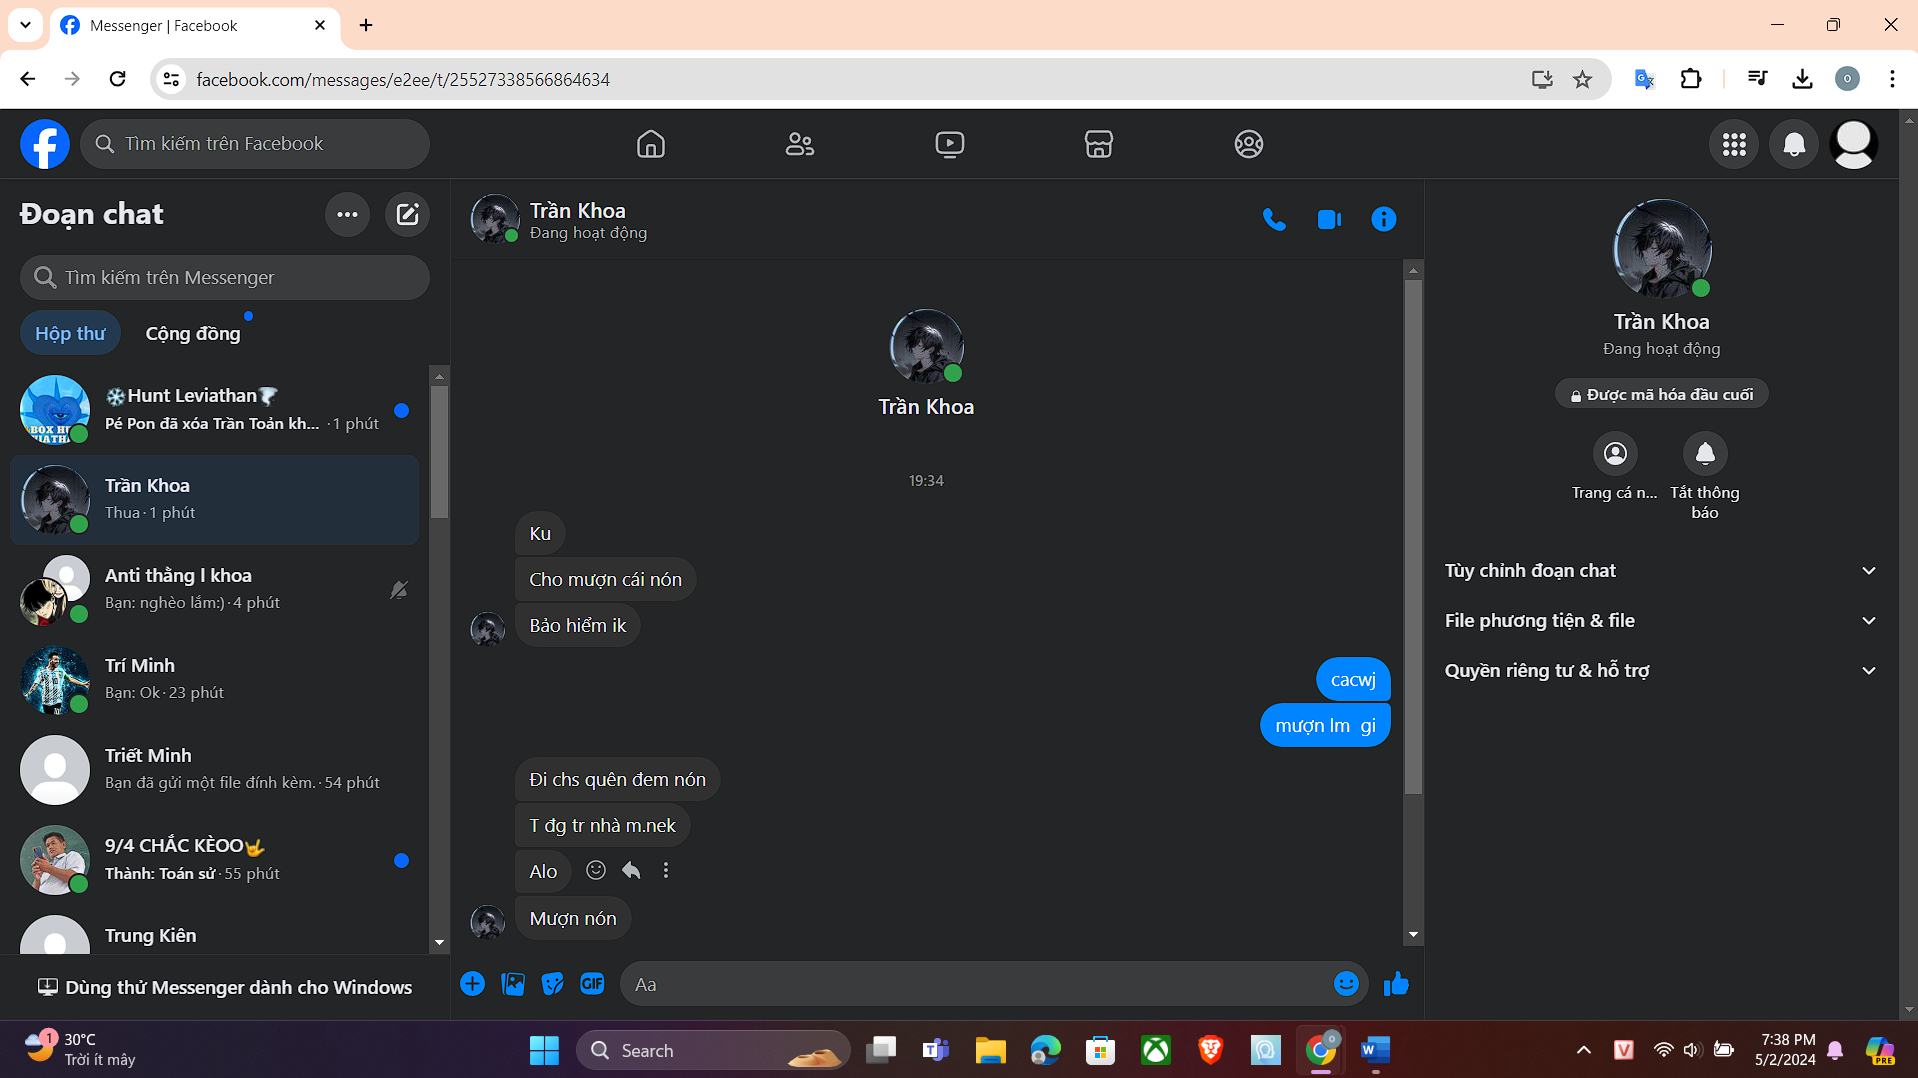 Messenger | Facebook
facebook.com/messages/e2ee/t/25527338566864634
Tìm kiếm trên Facebook
Đoạn chat
Tìm kiếm trên Messenger
Hộp thư
Cộng đồng
❄️Hunt Leviathan🌪️
Pé Pon đã xóa Trần Toản kh... · 1 phút
Trần Khoa
Thua · 1 phút
Anti thằng l khoa
Bạn: nghèo lắm:) · 4 phút
Trí Minh
Bạn: Ok · 23 phút
Triết Minh
Bạn đã gửi một file đính kèm. · 54 phút
9/4 CHẮC KÈOO🤟
Thành: Toán sử · 55 phút
Trung Kiên
Dùng thử Messenger dành cho Windows
Trần Khoa
Đang hoạt động
Trần Khoa
19:34
Ku
Cho mượn cái nón
Bảo hiểm ik
cacwj
mượn lm gi
Đi chs quên đem nón
T đg tr nhà m.nek
Alo
Mượn nón
GIF
Aa
Trần Khoa
Đang hoạt động
Được mã hóa đầu cuối
Trang cá n...
Tắt thông
báo
Tùy chỉnh đoạn chat
File phương tiện & file
Quyền riêng tư & hỗ trợ
1
30°C
Trời ít mây
Search
V
7:38 PM
5/2/2024
PRE